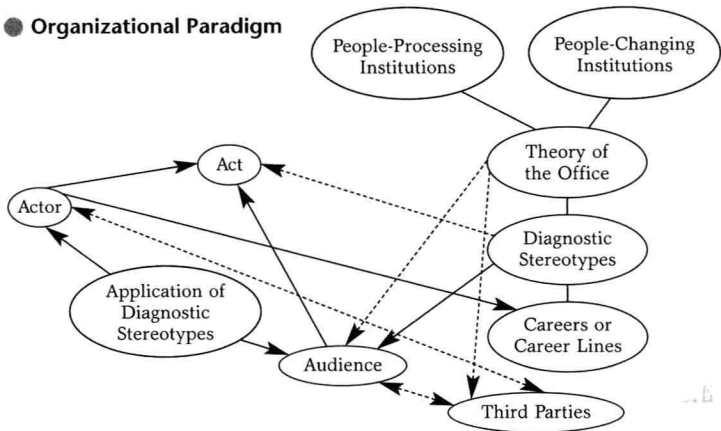 Organizational Paradigm
People-Processing
Institutions
People-Changing
Institutions
Theory of
the Office
Act
Actor
Diagnostic
Stereotypes
Application of
Diagnostic
Stereotypes
Careers or
Career Lines
Audience
Third Parties